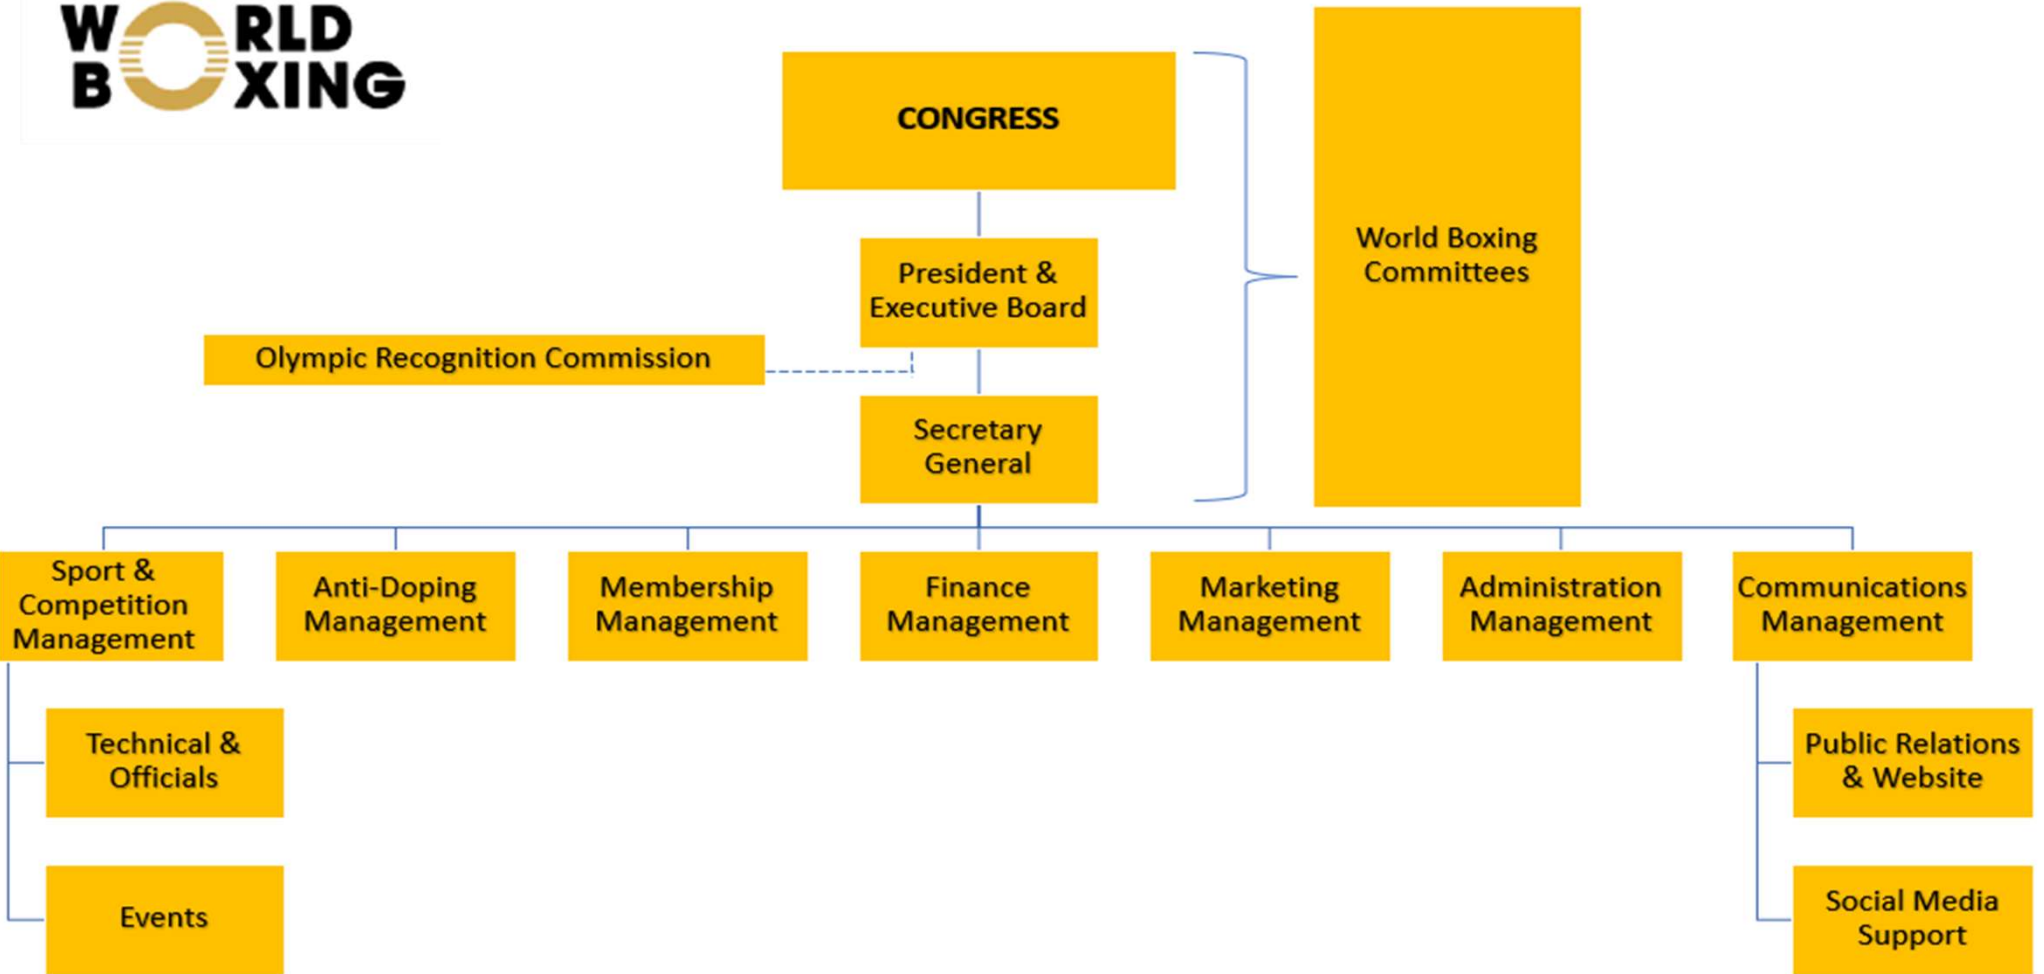 WORLD
BOXING
CONGRESS
World Boxing
Committees
President &
Executive Board
Olympic Recognition Commission
Secretary
General
Sport &
Competition
Management
Anti-Doping
Management
Membership
Management
Finance
Management
Marketing
Management
Administration
Management
Communications
Management
Technical &
Officials
Events
Public Relations
& Website
Social Media
Support